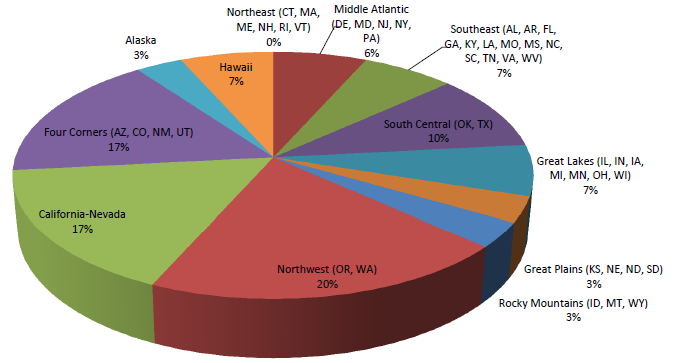 Northeast (CT, MA,
ME, NH, RI, VT)
0%
Middle Atlantic
(DE, MD, NJ, NY,
PA)
6%
Southeast (AL, AR, FL,
GA, KY, LA, MO, MS, NC,
SC, TN, VA, WV)
7%
South Central (OK, TX)
10%
Great Lakes (IL, IN, IA,
MI, MN, OH, WI)
7%
Great Plains (KS, NE, ND, SD)
3%
Rocky Mountains (ID, MT, WY)
3%
Northwest (OR, WA)
20%
California-Nevada
17%
Four Corners (AZ, CO, NM, UT)
17%
Alaska
3%
Hawaii
7%